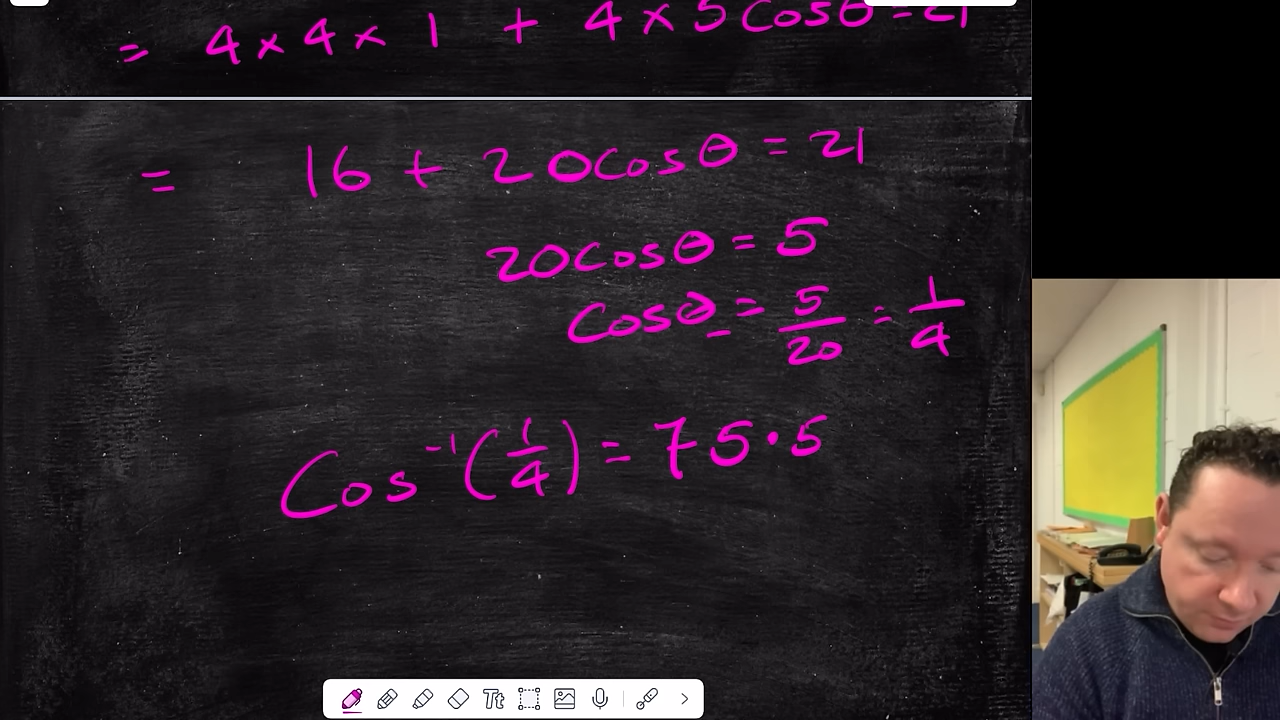 = 4 × 4 × 1 + 4 × 5 Cosθ = 21
= 16 + 20cosθ = 21
20cosθ = 5
Cosθ = 5/20 = 1/4
Cos⁻¹(1/4) = 75.5
Tt